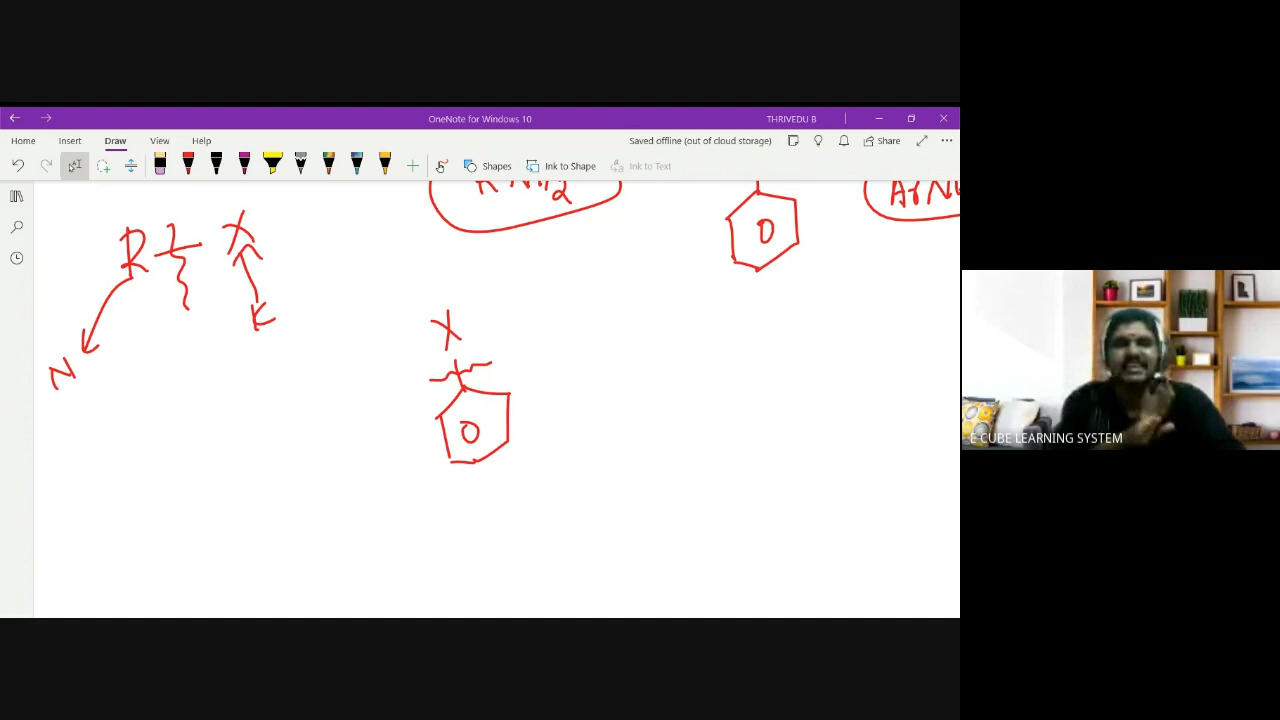 OneNote for Windows 10
THRIVEDU B
Home Insert Draw View Help
Saved offline (out of cloud storage)
Share
Shapes
Ink to Shape
Ink to Text
R NH2
R X
N
K
X
E CUBE LEARNING SYSTEM